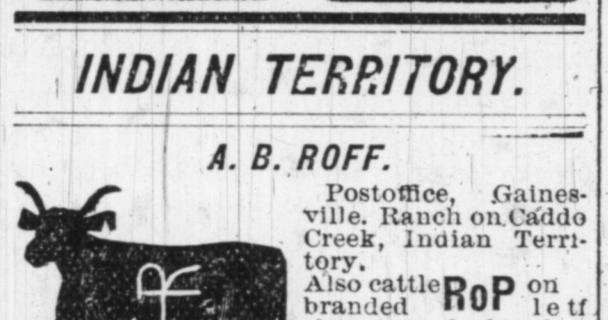 INDIAN TERRITORY.
A. B. ROFF.
Postoffice, Gaines-
ville. Ranch on Caddo
Creek, Indian Terri-
tory.
Also cattle RoP on
branded letf